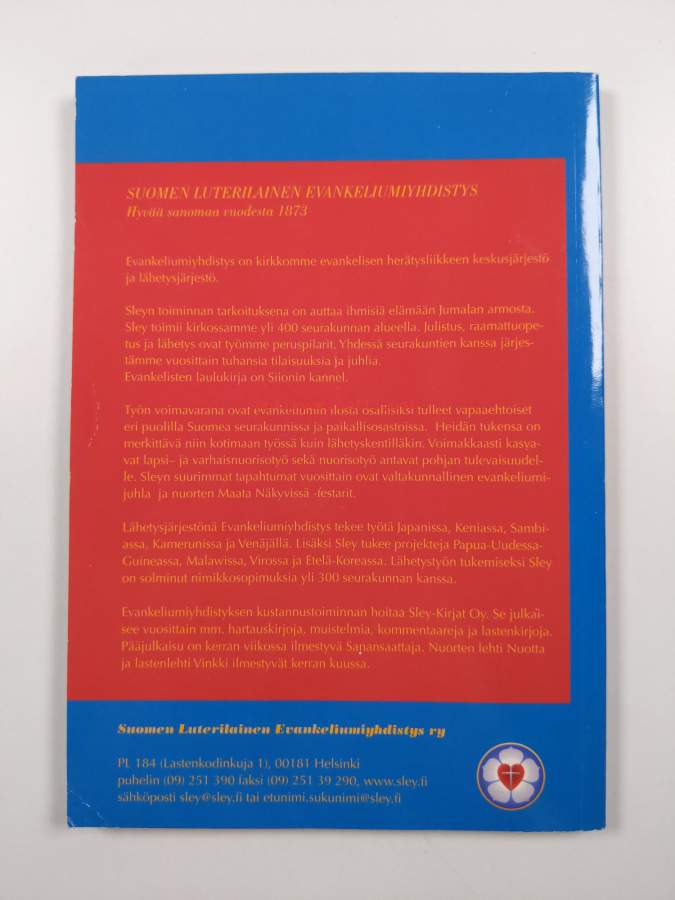 SUOMEN LUTERILAINEN EVANKELIUMIYHDISTYS
Hyvää sanoman vuodesta 1873
Evankeliumiyhdistys on kirkkomme evankelisen herätysliikkeen keskusjärjestö
ja lähetysjärjestö.
Sleyn toiminnan tarkoituksena on auttaa ihmisiä elämään Jumalan armosta.
Sley toimii kirkossamme yli 400 seurakunnan alueella. Julistus, raamattuope-
tus ja lähetys ovat työmme peruspilarit. Yhdessä seurakuntien kanssa järjes-
tämme vuosittain tuhansia tilaisuuksia ja juhlia.
Evankelisten laulukirja on Siionin kannel.
Työn voimavarana ovat evankeliumin ilosta osallisiksi tulleet vapaaehtoiset
eri puolilla Suomea seurakunnissa ja paikallisosastoissa. Heidän tukensa on
merkittävä niin kotimaan työssä kuin lähetyskentilläkin. Voimakkaasti kasva-
vat lapsi– ja varhaisnuorisotyö sekä nuorisotyö antavat pohjan tulevaisuudel-
le. Sleyn suurimmat tapahtumat vuosittain ovat valtakunnallinen evankeliumi-
juhla ja nuorten Maata Näkyvissä -festarit.
Lähetysjärjestönä Evankeliumiyhdistys tekee työtä Japanissa, Keniassa, Sambi-
assa, Kamerunissa ja Venäjällä. Lisäksi Sley tukee projekteja Papua-Uudessa-
Guineassa, Malawissa, Virossa ja Etelä-Koreassa. Lähetystyön tukemiseksi Sley
on solminut nimikkosopimuksia yli 300 seurakunnan kanssa.
Evankeliumiyhdistyksen kustannustoiminnan hoitaa Sley-Kirjat Oy. Se julkai-
see vuosittain mm. hartauskirjoja, muistelmia, kommentaareja ja lastenkirjoja.
Pääjulkaisu on kerran viikossa ilmestyvä Sanansaattaja. Nuorten lehti Nuotta
ja lastenlehti Vinkki ilmestyvät kerran kuussa.
Suomen Luterilainen Evankeliumiyhdistys ry
PL 184 (Lastenkodinkuja 1), 00181 Helsinki
puhelin (09) 251 390 faksi (09) 251 39 290, www.sley.fi
sähköposti sley@sley.fi tai etunimi.sukunimi@sley.fi